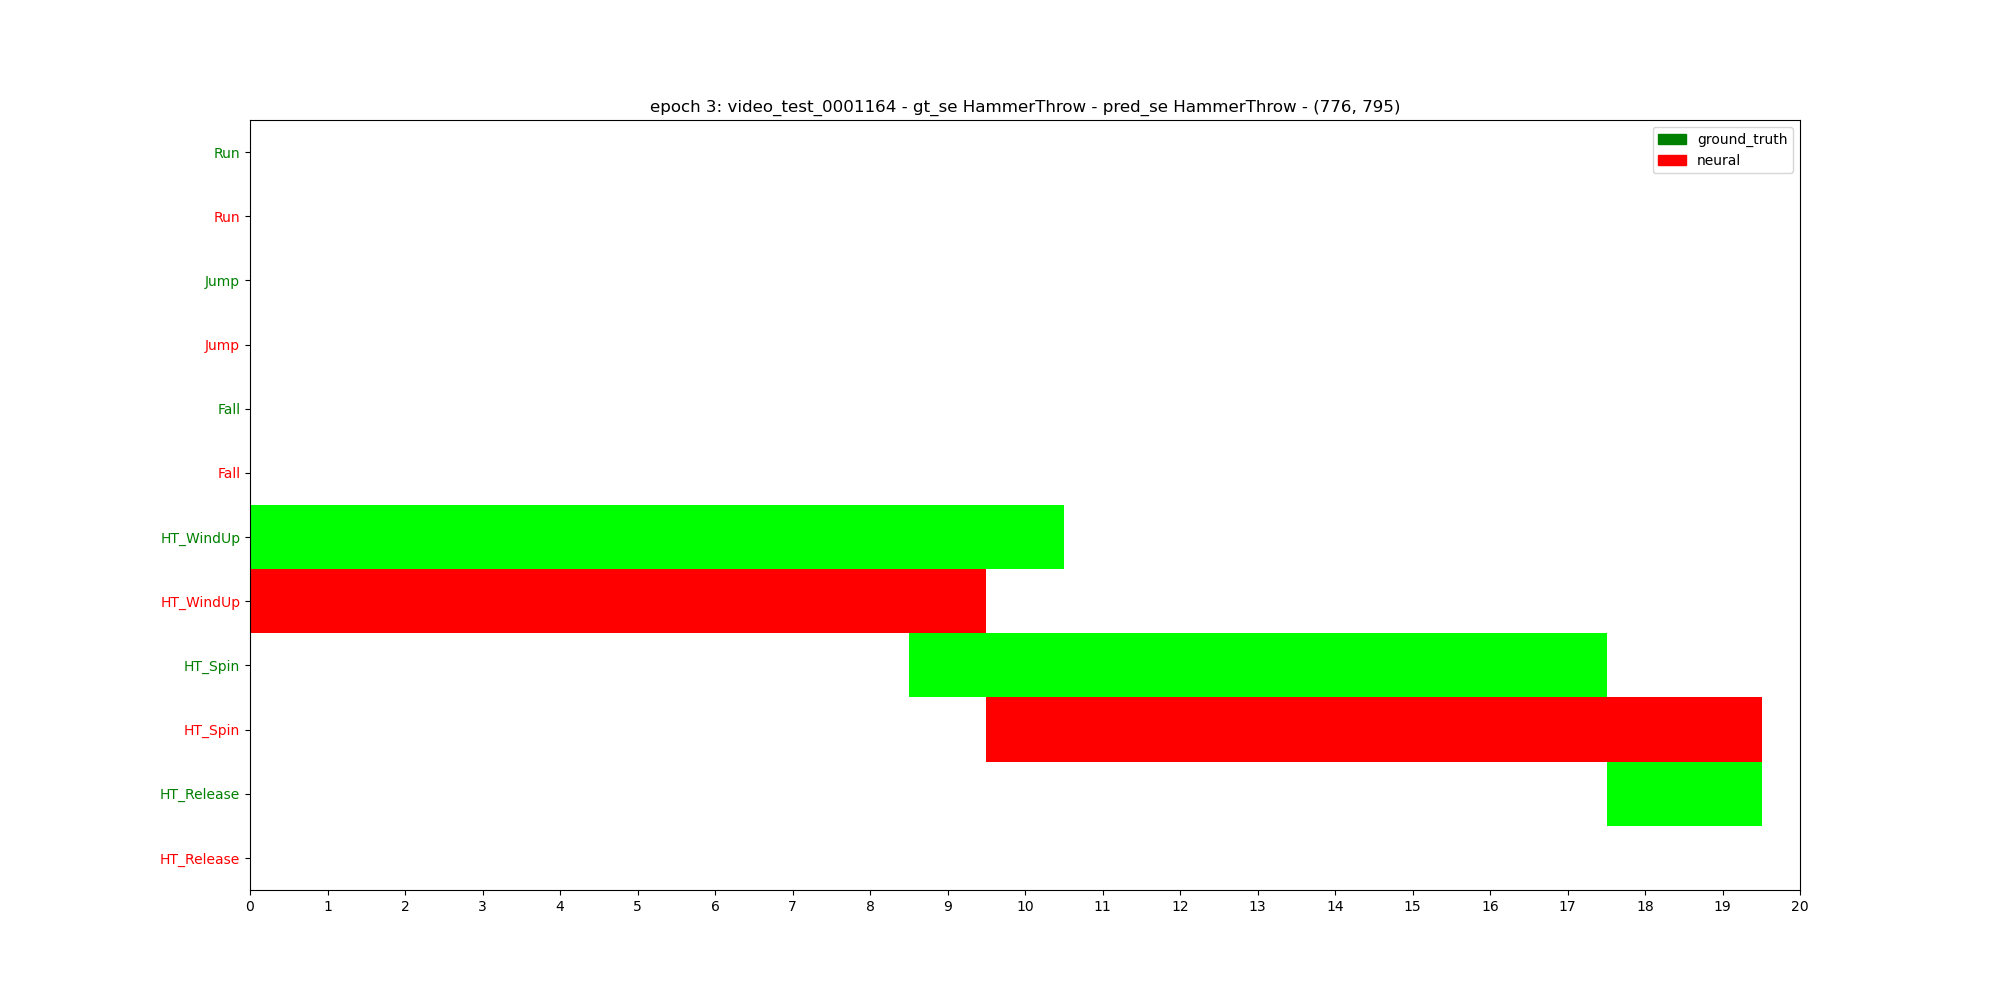 epoch 3: video_test_0001164 - gt_se HammerThrow - pred_se HammerThrow - (776, 795)
ground_truth
neural
Run
Run
Jump
Jump
Fall
Fall
HT_WindUp
HT_WindUp
HT_Spin
HT_Spin
HT_Release
HT_Release
0 1 2 3 4 5 6 7 8 9 10 11 12 13 14 15 16 17 18 19 20